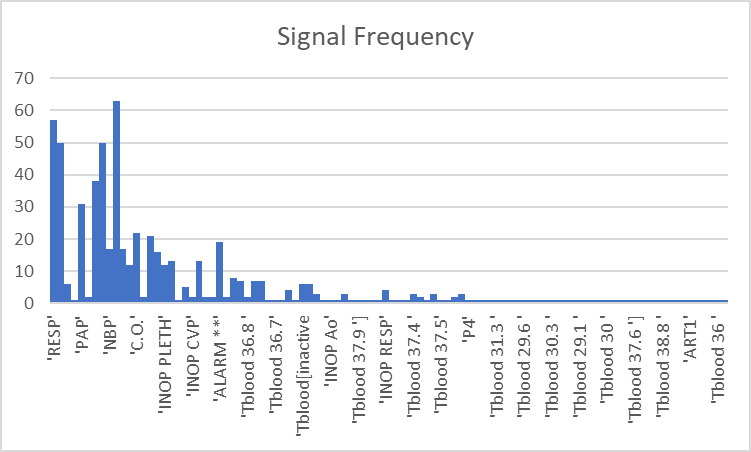 Signal Frequency
70
60
50
40
30
20
10
0
'RESP'
'PAP'
'NBP'
'C.O.'
'INOP PLETH'
'INOP CVP'
'ALARM **'
'Tblood 36.8 '
'Tblood 36.7'
'Tblood[inactive
'INOP Ao'
'Tblood 37.9 ']
'INOP RESP'
'Tblood 37.4 '
'Tblood 37.5'
'P4'
'Tblood 31.3 '
'Tblood 29.6 '
'Tblood 30.3 '
'Tblood 29.1 '
'Tblood 30 '
'Tblood 37.6 ']
'Tblood 38.8 '
'ART1
'Tblood 36 '